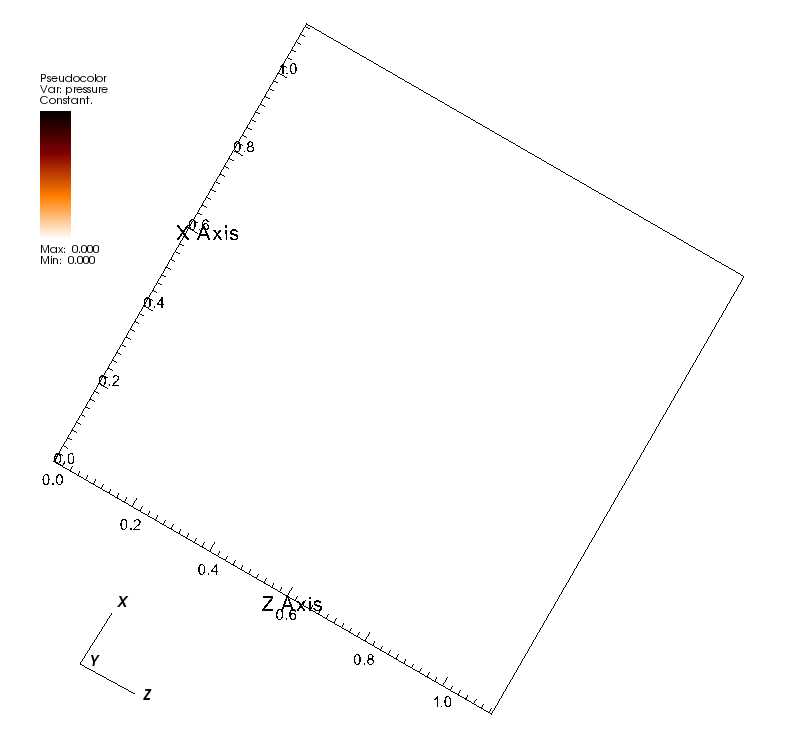 Pseudocolor
Var: pressure
Constant.
Max: 0.000
Min: 0.000
1.0
0.8
0.6
X Axis
0.4
0.2
0.0
0.0
0.2
0.4
Z Axis
0.6
0.8
1.0
X
Y
Z